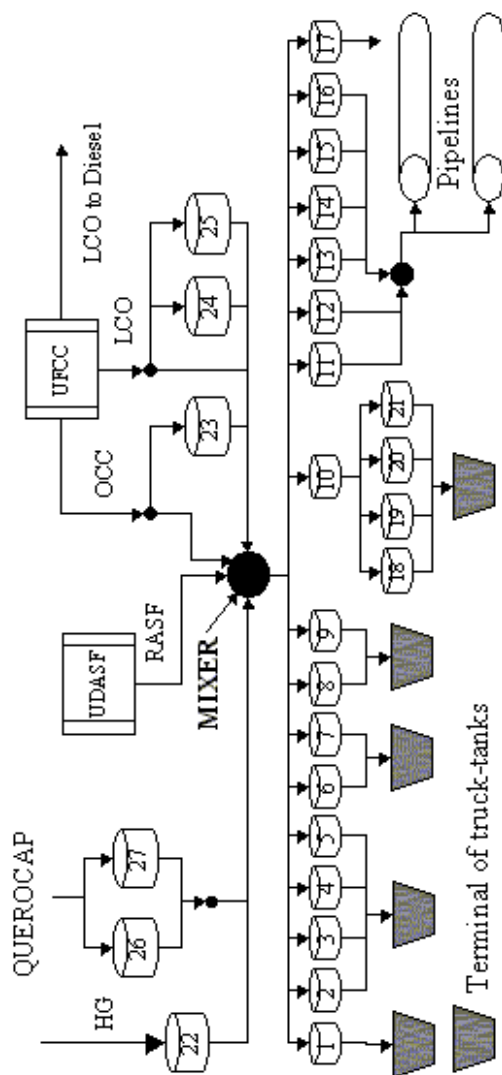 QUEROCAP
HG
26
27
22
UDASF
RASF
UFCC
OCC
LCO
LCO to Diesel
23
24
25
MIXER
1
2
3
4
5
6
7
8
9
10
11
12
13
14
15
16
17
18
19
20
21
Terminal of truck-tanks
Pipelines